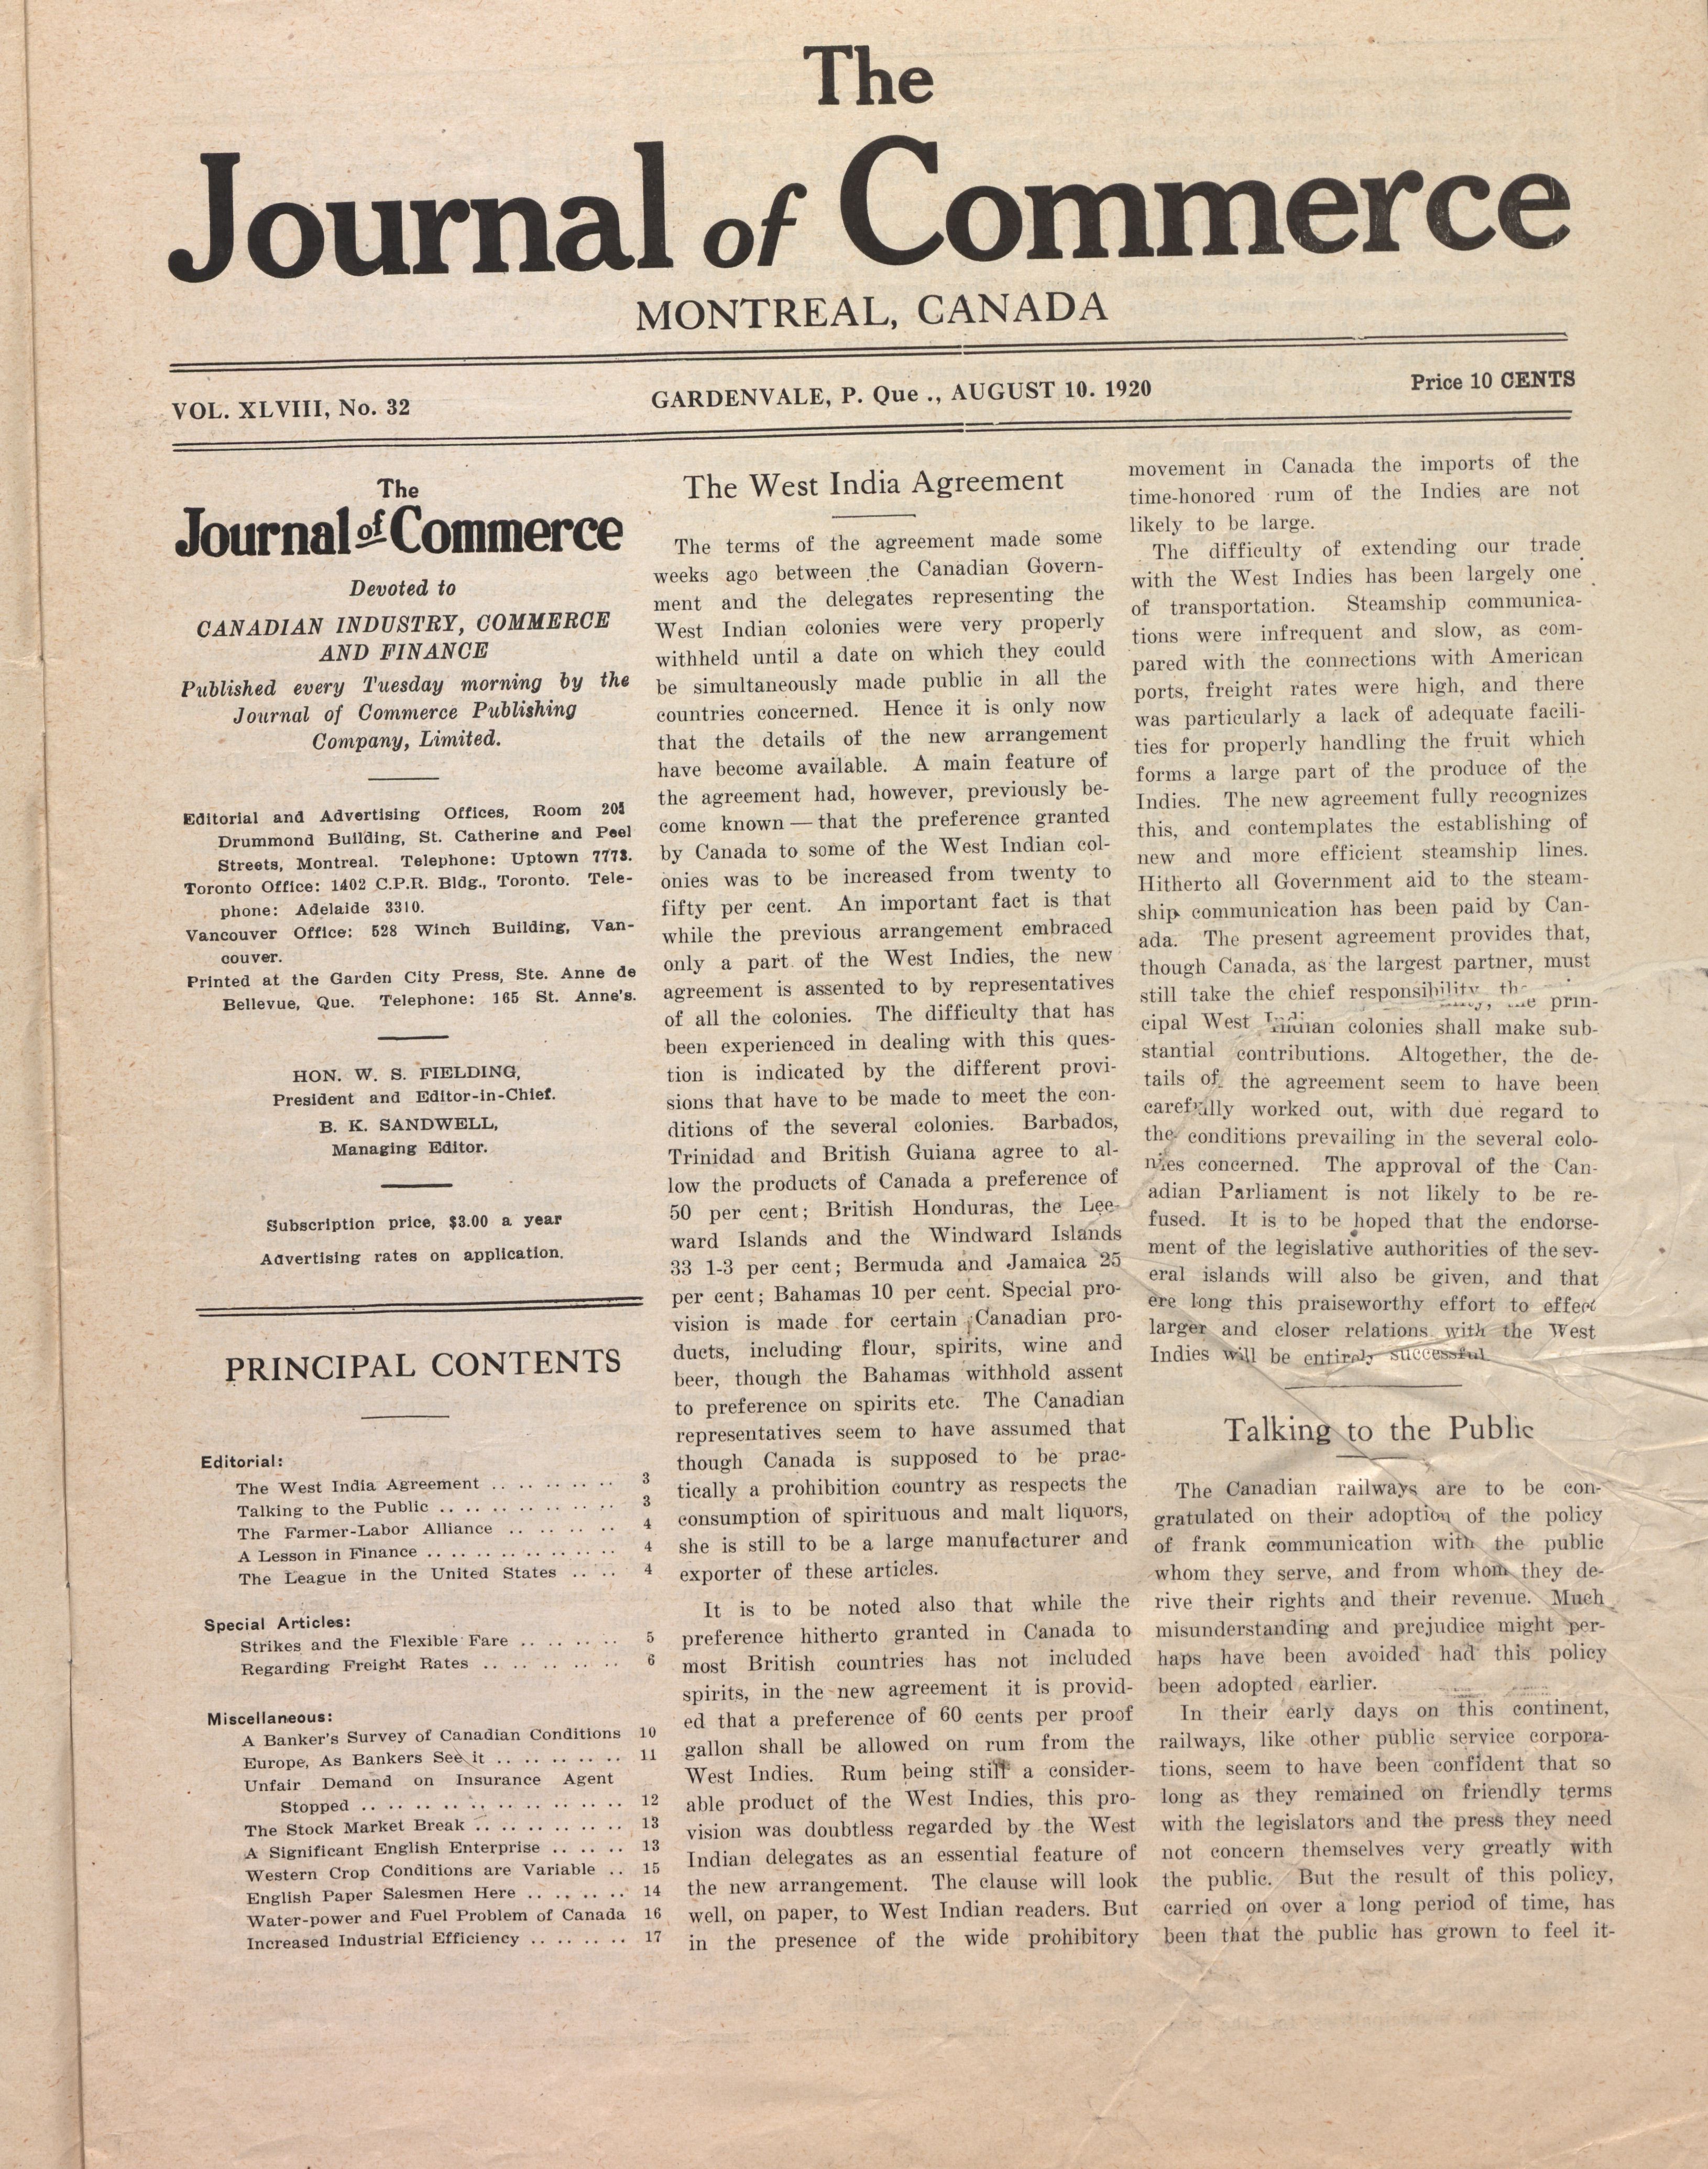 The
Journal of Commerce
MONTREAL, CANADA
VOL. XLVIII, No. 32
GARDENVALE, P. Que ., AUGUST 10. 1920
Price 10 CENTS
The
Journal of Commerce
Devoted to
CANADIAN INDUSTRY, COMMERCE
AND FINANCE
Published every Tuesday morning by the
Journal of Commerce Publishing
Company, Limited.
Editorial and Advertising Offices, Room
Drummond Building, St. Catherine and Peel
Streets, Montreal. Telephone: Uptown
Toronto Office: 1402 C.P.R. Bldg., Toronto. Tele-
phone: Adelaide 3310.
Vancouver Office: 528 Winch Building, Van-
couver.
Printed at the Garden City Press, Ste. Anne de
Bellevue, Que. Telephone: 165 St. Anne's.
HON. W. S. FIELDING,
President and Editor-in-Chief.
B. K. SANDWELL,
Managing Editor.
Subscription price, $3.00 a year
Advertising rates on application.
PRINCIPAL CONTENTS
Editorial:
The West India Agreement .. .. .. .. .. 3
Talking to the Public .. .. .. .. .. .. .. 3
The Farmer-Labor Alliance .. .. .. .. .. 4
A Lesson in Finance .. .. .. .. .. .. .. .. 4
The League in the United States .. .. 4
Special Articles:
Strikes and the Flexible Fare .. .. .. .. 5
Regarding Freight Rates .. .. .. .. .. .. 6
Miscellaneous:
A Banker's Survey of Canadian Conditions 10
Europe, As Bankers See it .. .. .. .. .. 11
Unfair Demand on Insurance Agent
Stopped .. .. .. .. .. .. .. .. .. .. 12
The Stock Market Break .. .. .. .. .. .. 13
A Significant English Enterprise .. .. .. 13
Western Crop Conditions are Variable .. 15
English Paper Salesmen Here .. .. .. .. 14
Water-power and Fuel Problem of Canada 16
Increased Industrial Efficiency .. .. .. .. 17
The West India Agreement
The terms of the agreement made some
weeks ago between the Canadian Govern-
ment and the delegates representing the
West Indian colonies were very properly
withheld until a date on which they could
be simultaneously made public in all the
countries concerned. Hence it is only now
that the details of the new arrangement
have become available. A main feature of
the agreement had, however, previously be-
come known — that the preference granted
by Canada to some of the West Indian col-
onies was to be increased from twenty to
fifty per cent. An important fact is that
while the previous arrangement embraced
only a part of the West Indies, the new
agreement is assented to by representatives
of all the colonies. The difficulty that has
been experienced in dealing with this ques-
tion is indicated by the different provi-
sions that have to be made to meet the con-
ditions of the several colonies. Barbados,
Trinidad and British Guiana agree to al-
low the products of Canada a preference of
50 per cent; British Honduras, the Lee-
ward Islands and the Windward Islands
33 1-3 per cent; Bermuda and Jamaica 25
per cent; Bahamas 10 per cent. Special pro-
vision is made for certain Canadian pro-
ducts, including flour, spirits, wine and
beer, though the Bahamas withhold assent
to preference on spirits etc. The Canadian
representatives seem to have assumed that
though Canada is supposed to be prac-
tically a prohibition country as respects the
consumption of spirituous and malt liquors,
she is still to be a large manufacturer and
exporter of these articles.
It is to be noted also that while the
preference hitherto granted in Canada to
most British countries has not included
spirits, in the new agreement it is provid-
ed that a preference of 60 cents per proof
gallon shall be allowed on rum from the
West Indies. Rum being still a consider-
able product of the West Indies, this pro-
vision was doubtless regarded by the West
Indian delegates as an essential feature of
the new arrangement. The clause will look
well, on paper, to West Indian readers. But
in the presence of the wide prohibitory
movement in Canada the imports of the
time-honored rum of the Indies are not
likely to be large.
The difficulty of extending our trade
with the West Indies has been largely one
of transportation. Steamship communica-
tions were infrequent and slow, as com-
pared with the connections with American
ports, freight rates were high, and there
was particularly a lack of adequate facili-
ties for properly handling the fruit which
forms a large part of the produce of the
Indies. The new agreement fully recognizes
this, and contemplates the establishing of
new and more efficient steamship lines.
Hitherto all Government aid to the steam-
ship communication has been paid by Can-
ada. The present agreement provides that,
though Canada, as the largest partner, must
still take the chief responsibility, the prin-
cipal West Indian colonies shall make sub-
stantial contributions. Altogether, the de-
tails of the agreement seem to have been
carefully worked out, with due regard to
the conditions prevailing in the several colo-
nies concerned. The approval of the Can-
adian Parliament is not likely to be re-
fused. It is to be hoped that the endorse-
ment of the legislative authorities of the sev-
eral islands will also be given, and that
ere long this praiseworthy effort to effect
larger and closer relations with the West
Indies will be entirely successful.
Talking to the Public
The Canadian railways are to be con-
gratulated on their adoption of the policy
of frank communication with the public
whom they serve, and from whom they de-
rive their rights and their revenue. Much
misunderstanding and prejudice might per-
haps have been avoided had this policy
been adopted earlier.
In their early days on this continent,
railways, like other public service corpora-
tions, seem to have been confident that so
long as they remained on friendly terms
with the legislators and the press they need
not concern themselves very greatly with
the public. But the result of this policy,
carried on over a long period of time, has
been that the public has grown to feel it-